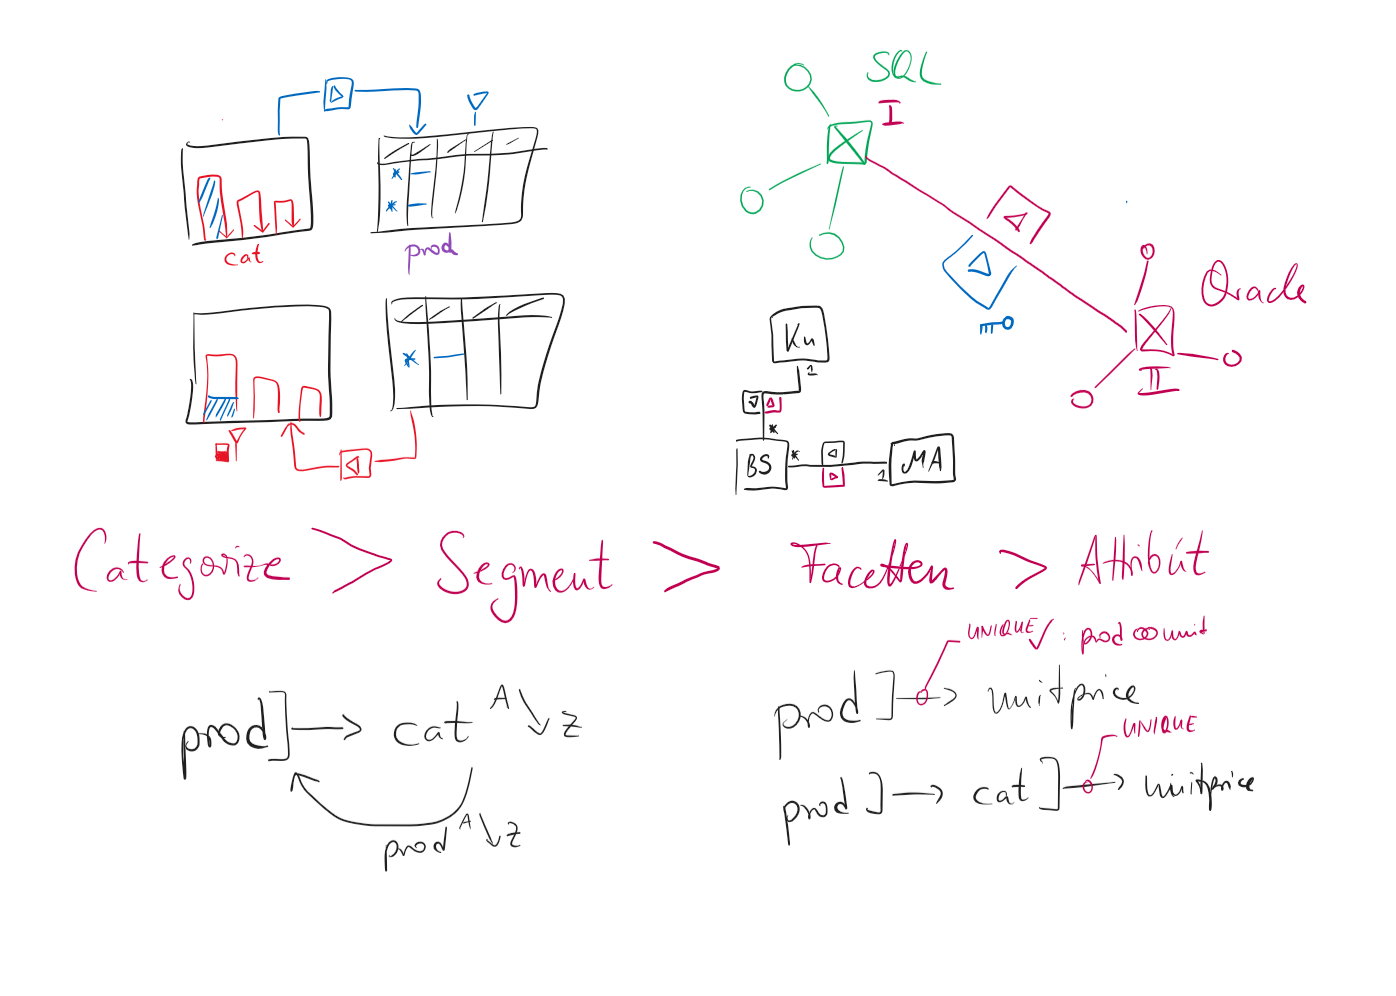 SQL
I
cat
prod
Oracle
II
Ku
1
*
BS * 1 MA
Categorize > Segment > Facetten > Attribut
UNIQUE ✓ : prod ∞ unit
prod ] → unitprice
prod] → cat A ↘ Z
UNIQUE
prod ] → cat ] → unitprice
prod A ↘ Z